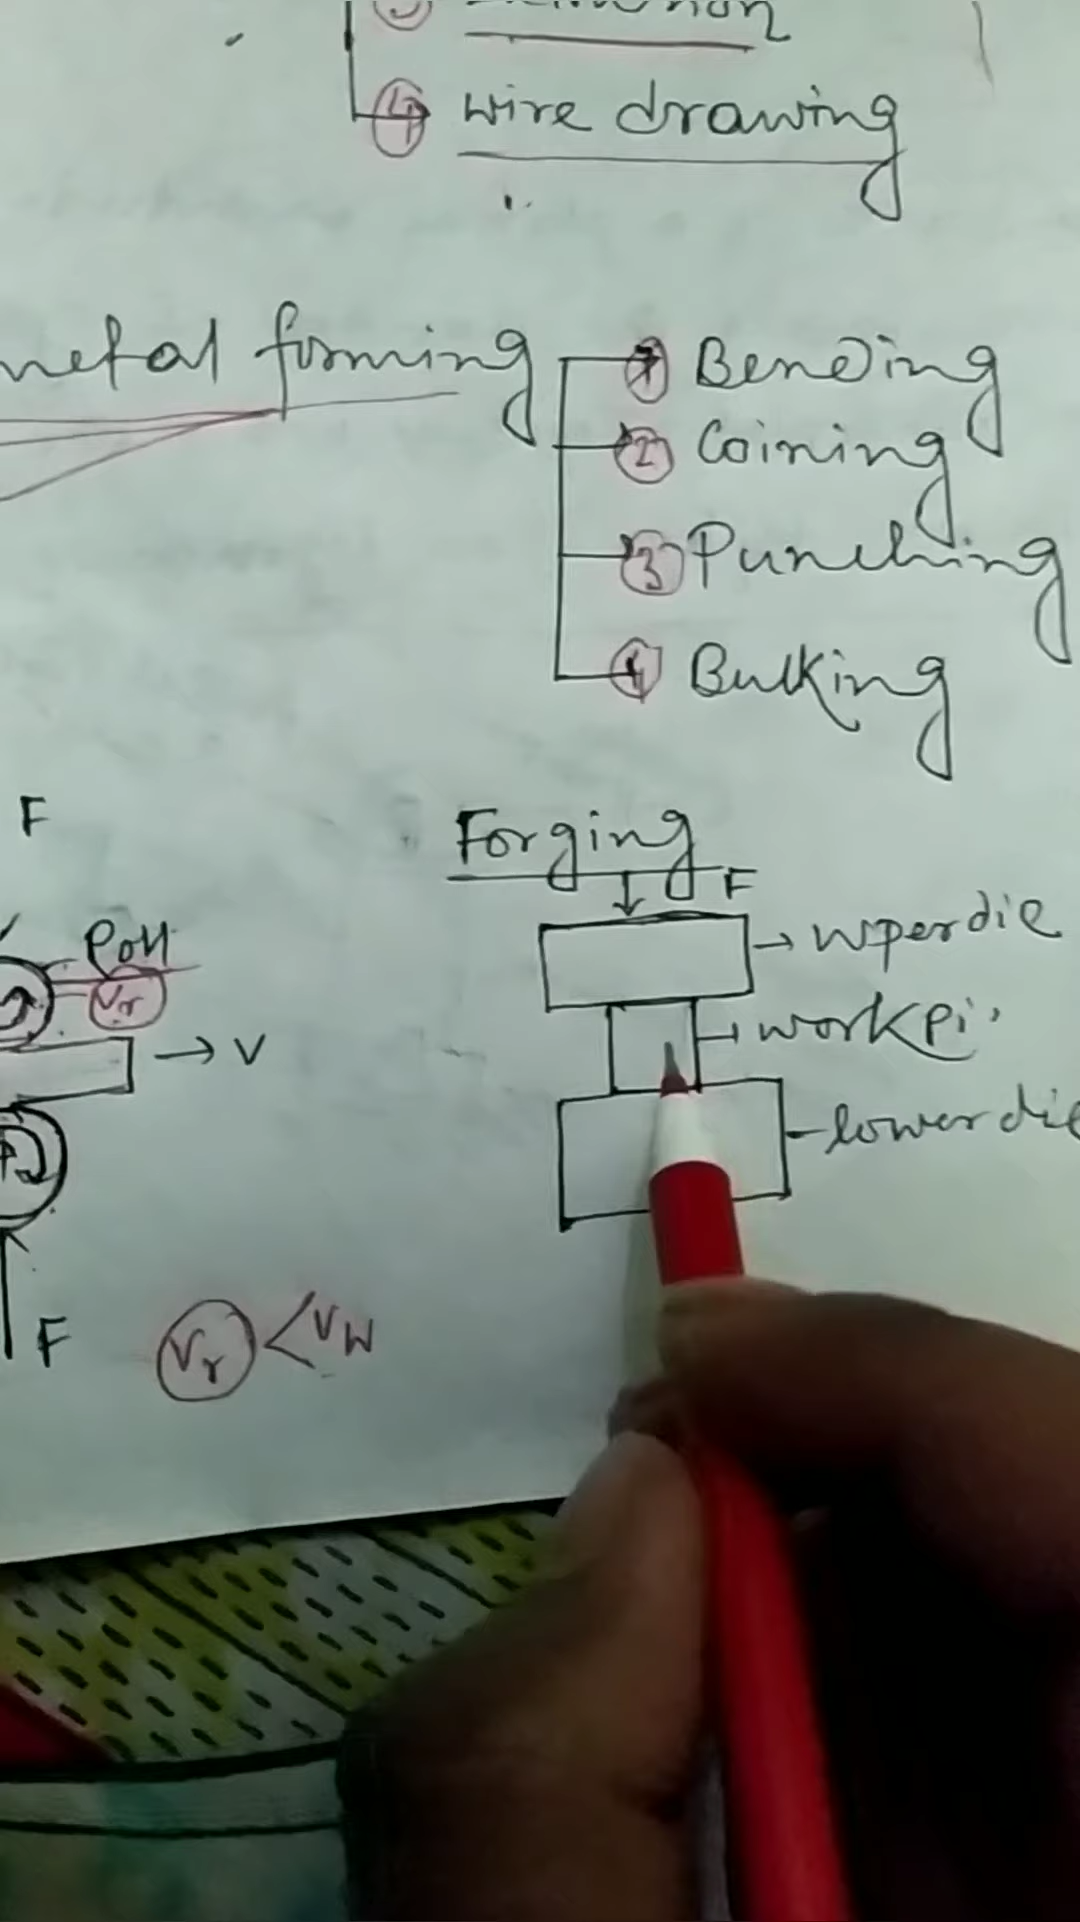 ④ wire drawing
metal forming
① Bending
② Coining
③ Punching
④ Bulking
F
Forging
F
Roll
Vr
upper die
workpi
V
lower die
F
Vr < Vw